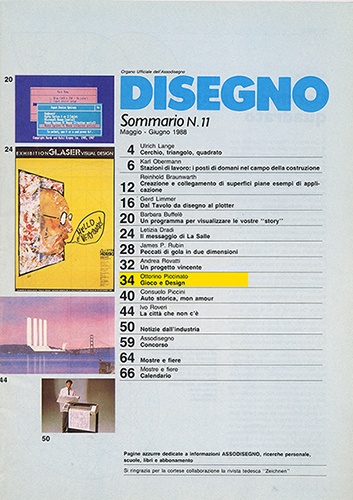 Organo Ufficiale dell'Assodisegno
DISEGNO
Sommario N. 11
Maggio - Giugno 1988
20
24
44
50
EXHIBITION GLASER VISUAL DESIGN
HELLO
4 Ulrich Lange
Cerchio, triangolo, quadrato
6 Karl Obermann
Stazioni di lavoro: i posti di domani nel campo della costruzione
12 Reinhold Braunwarth
Creazione e collegamento di superfici piane esempi di appli-
cazione
16 Gerd Limmer
Dal Tavolo da disegno al plotter
20 Barbara Buffelè
Un programma per visualizzare le vostre "story"
24 Letizia Dradi
Il messaggio di La Salle
28 James P. Rubin
Peccati di gola in due dimensioni
32 Andrea Rovatti
Un progetto vincente
34 Ottorino Piccinato
Gioco e Design
40 Consuelo Piccini
Auto storica, mon amour
44 Ivo Roveri
La città che non c'è
50 Notizie dall'industria
59 Assodisegno
Concorso
64 Mostre e fiere
66 Mostre e fiere
Calendario
Pagine azzurre dedicate a informazioni ASSODISEGNO, ricerche personale,
scuole, libri e abbonamento
Si ringrazia per la cortese collaborazione la rivista tedesca "Zeichnen"